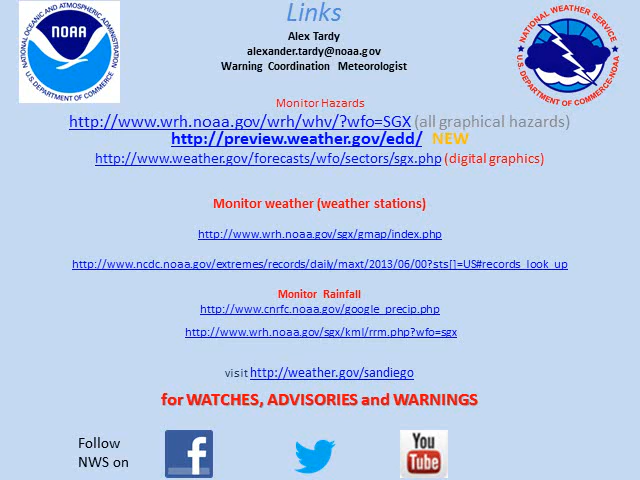 Links
NATIONAL OCEANIC AND ATMOSPHERIC ADMINISTRATION
NOAA
U.S. DEPARTMENT OF COMMERCE
NATIONAL WEATHER SERVICE
U.S. DEPARTMENT OF COMMERCE-NOAA
Alex Tardy
alexander.tardy@noaa.gov
Warning Coordination Meteorologist
Monitor Hazards
http://www.wrh.noaa.gov/wrh/whv/?wfo=SGX (all graphical hazards)
http://preview.weather.gov/edd/ NEW
http://www.weather.gov/forecasts/wfo/sectors/sgx.php (digital graphics)
Monitor weather (weather stations)
http://www.wrh.noaa.gov/sgx/gmap/index.php
http://www.ncdc.noaa.gov/extremes/records/daily/maxt/2013/06/00?sts[]=US#records_look_up
Monitor Rainfall
http://www.cnrfc.noaa.gov/google_precip.php
http://www.wrh.noaa.gov/sgx/kml/rrm.php?wfo=sgx
visit http://weather.gov/sandiego
for WATCHES, ADVISORIES and WARNINGS
Follow
NWS on
f
You
Tube